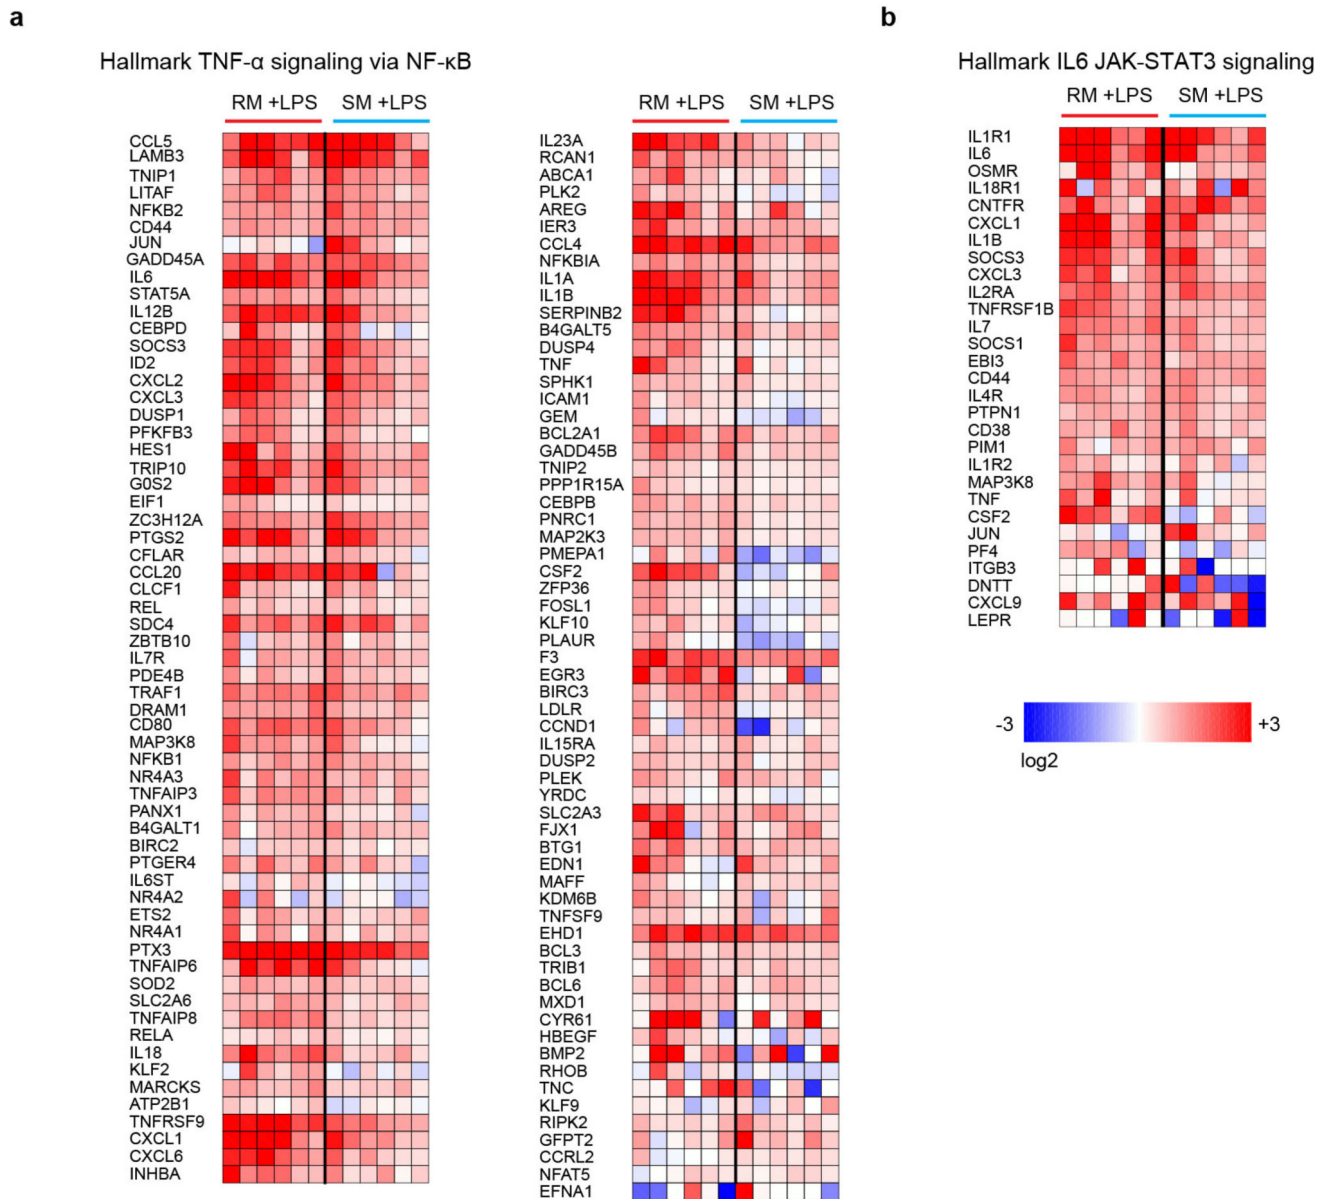 a
b
Hallmark TNF-α signaling via NF-κB
Hallmark IL6 JAK-STAT3 signaling
RM +LPS SM +LPS
CCL5
LAMB3
TNIP1
LITAF
NFKB2
CD44
JUN
GADD45A
IL6
STAT5A
IL12B
CEBPD
SOCS3
ID2
CXCL2
CXCL3
DUSP1
PFKFB3
HES1
TRIP10
G0S2
EIF1
ZC3H12A
PTGS2
CFLAR
CCL20
CLCF1
REL
SDC4
ZBTB10
IL7R
PDE4B
TRAF1
DRAM1
CD80
MAP3K8
NFKB1
NR4A3
TNFAIP3
PANX1
B4GALT1
BIRC2
PTGER4
IL6ST
NR4A2
ETS2
NR4A1
PTX3
TNFAIP6
SOD2
SLC2A6
TNFAIP8
RELA
IL18
KLF2
MARCKS
ATP2B1
TNFRSF9
CXCL1
CXCL6
INHBA
RM +LPS SM +LPS
IL23A
RCAN1
ABCA1
PLK2
AREG
IER3
CCL4
NFKBIA
IL1A
IL1B
SERPINB2
B4GALT5
DUSP4
TNF
SPHK1
ICAM1
GEM
BCL2A1
GADD45B
TNIP2
PPP1R15A
CEBPB
PNRC1
MAP2K3
PMEPA1
CSF2
ZFP36
FOSL1
KLF10
PLAUR
F3
EGR3
BIRC3
LDLR
CCND1
IL15RA
DUSP2
PLEK
YRDC
SLC2A3
FJX1
BTG1
EDN1
MAFF
KDM6B
TNFSF9
EHD1
BCL3
TRIB1
BCL6
MXD1
CYR61
HBEGF
BMP2
RHOB
TNC
KLF9
RIPK2
GFPT2
CCRL2
NFAT5
EFNA1
RM +LPS SM +LPS
IL1R1
IL6
OSMR
IL18R1
CNTFR
CXCL1
IL1B
SOCS3
CXCL3
IL2RA
TNFRSF1B
IL7
SOCS1
EBI3
CD44
IL4R
PTPN1
CD38
PIM1
IL1R2
MAP3K8
TNF
CSF2
JUN
PF4
ITGB3
DNTT
CXCL9
LEPR
-3 +3
log2